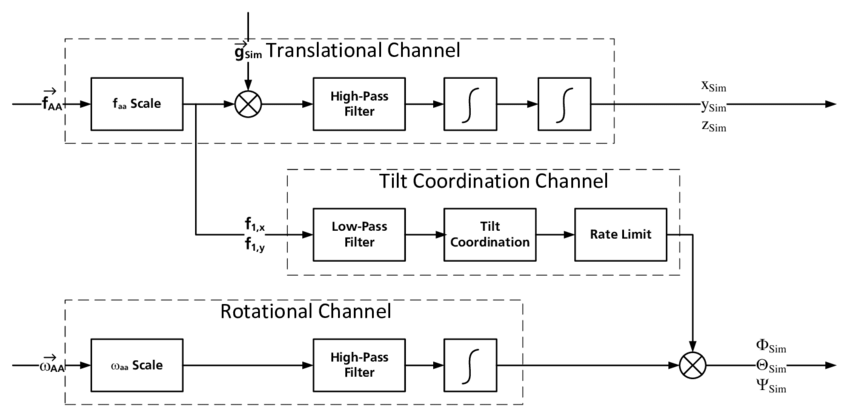 g⃗Sim Translational Channel
f⃗AA
faa Scale
High-Pass
Filter
∫
∫
xSim
ySim
zSim
Tilt Coordination Channel
f1,x
f1,y
Low-Pass
Filter
Tilt
Coordination
Rate Limit
Rotational Channel
ω⃗AA
ωaa Scale
High-Pass
Filter
∫
ΦSim
ΘSim
ΨSim